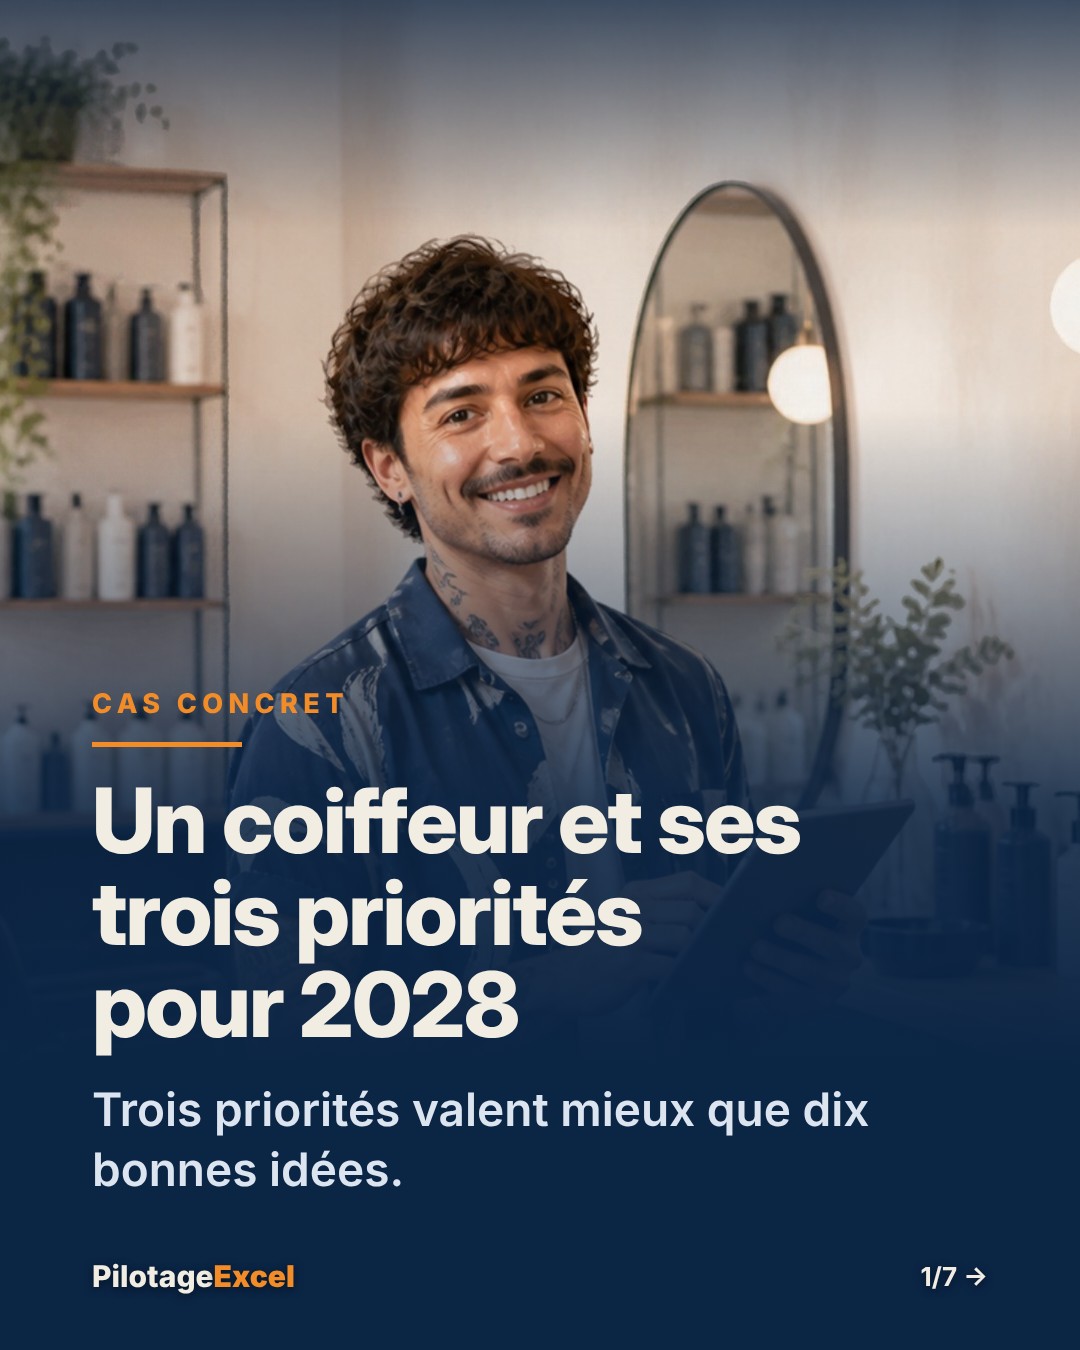 CAS CONCRET
Un coiffeur et ses
trois priorités
pour 2028
Trois priorités valent mieux que dix
bonnes idées.
PilotageExcel
1/7 →